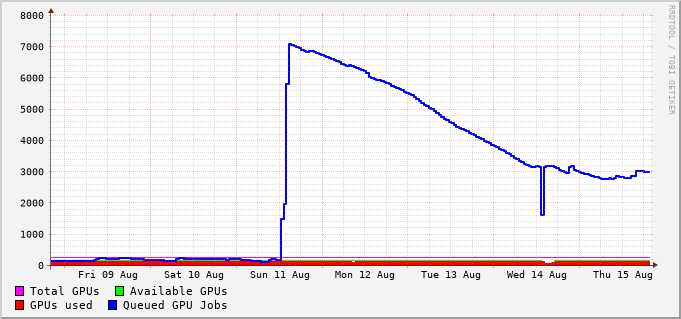 8000
7000
6000
5000
4000
3000
2000
1000
0
Fri 09 Aug Sat 10 Aug Sun 11 Aug Mon 12 Aug Tue 13 Aug Wed 14 Aug Thu 15 Aug
Total GPUs Available GPUs
GPUs used Queued GPU Jobs
RRDTOOL / TOBI OETIKER